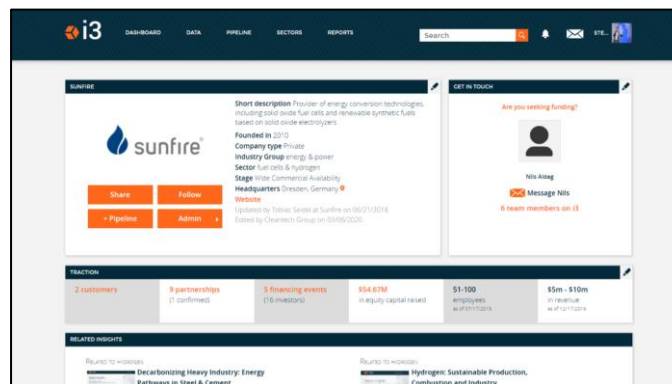 i3
DASHBOARD DATA PIPELINE SECTORS REPORTS
Search
STE...
SUNFIRE
GET IN TOUCH
sunfire
Short description Provider of energy conversion technologies,
including solid oxide fuel cells and renewable synthetic fuels
based on solid oxide electrolyzers
Founded in 2010
Company type Private
Industry Group energy & power
Sector fuel cells & hydrogen
Stage Wide Commercial Availability
Headquarters Dresden, Germany
Website
Updated by Tobias Seidel at Sunfire on 06/21/2016
Edited by Cleantech Group on 03/06/2020
Share Follow
+ Pipeline Admin
Are you seeking funding?
Nils Aldag
Message Nils
6 team members on i3
TRACTION
2 customers
9 partnerships
(1 confirmed)
5 financing events
(16 investors)
$54.67M
in equity capital raised
51-100
employees
$5m - $10m
in revenue
RELATED INSIGHTS
RELATED TO HYDROGEN
Decarbonizing Heavy Industry: Energy
Pathways in Steel & Cement
RELATED TO HYDROGEN
Hydrogen: Sustainable Production,
Combustion and Industry